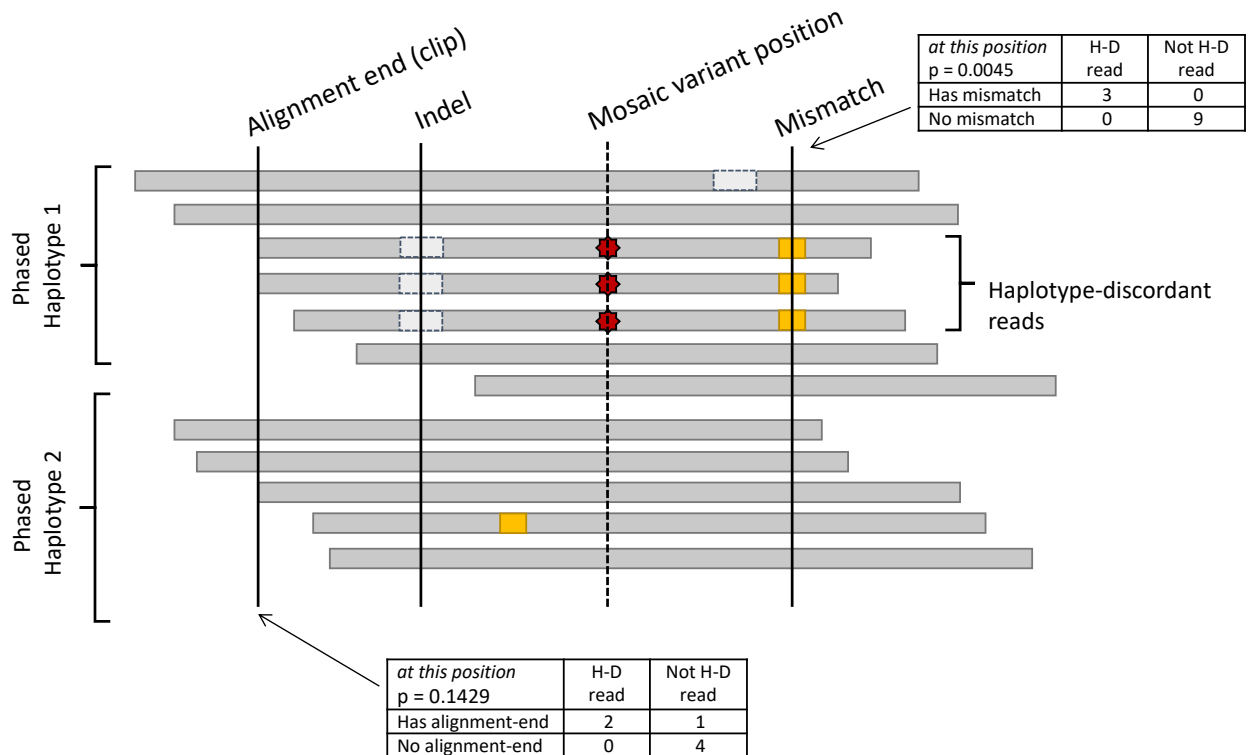 Alignment end (clip)
Indel
Mosaic variant position
Mismatch
at this position
p = 0.0045
H-D
read
Not H-D
read
Has mismatch 3 0
No mismatch 0 9
Phased
Haplotype 1
Haplotype-discordant
reads
Phased
Haplotype 2
at this position
p = 0.1429
H-D
read
Not H-D
read
Has alignment-end 2 1
No alignment-end 0 4